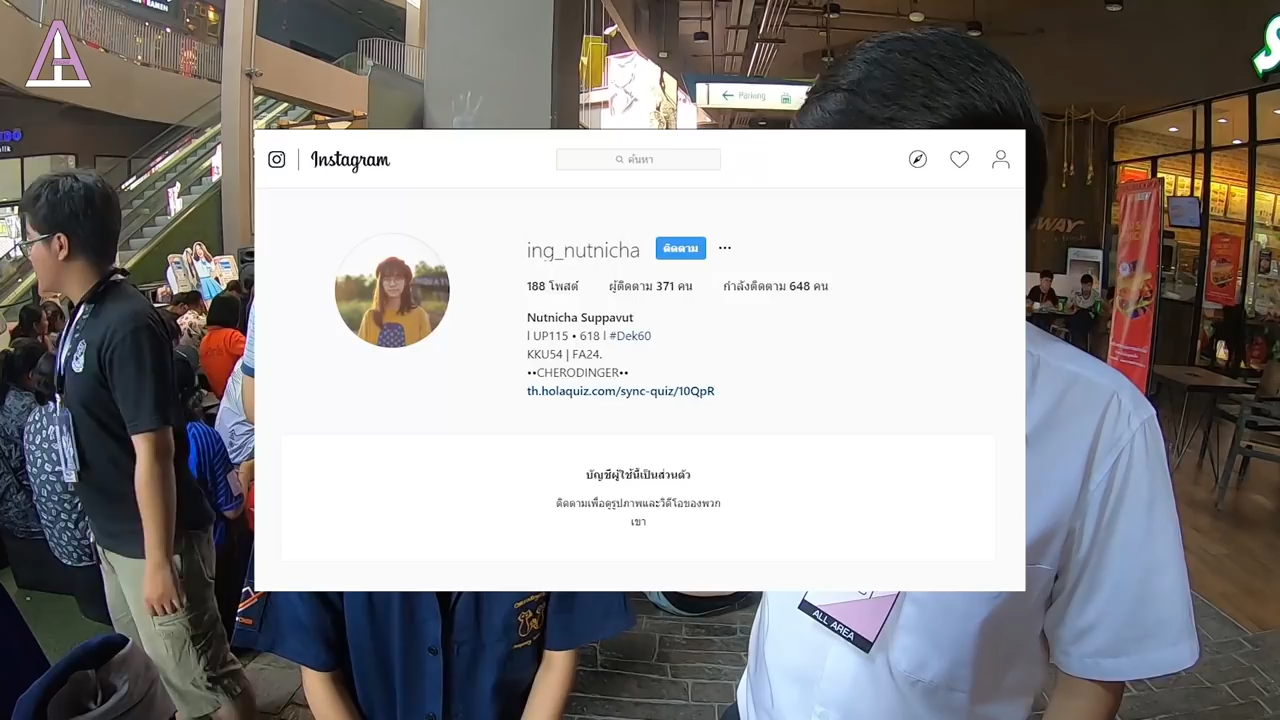 Parking
WAY
Instagram
ค้นหา
ing_nutnicha
ติดตาม
188 โพสต์ ผู้ติดตาม 371 คน กำลังติดตาม 648 คน
Nutnicha Suppavut
| UP115 • 618 | #Dek60
KKU54 | FA24.
••CHERODINGER••
th.holaquiz.com/sync-quiz/10QpR
บัญชีผู้ใช้นี้เป็นส่วนตัว
ติดตามเพื่อดูรูปภาพและวิดีโอของพวก
เขา
ALL AREA